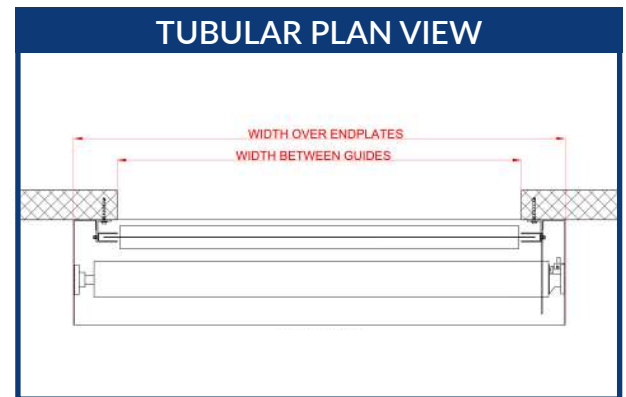 TUBULAR PLAN VIEW
WIDTH OVER ENDPLATES
WIDTH BETWEEN GUIDES